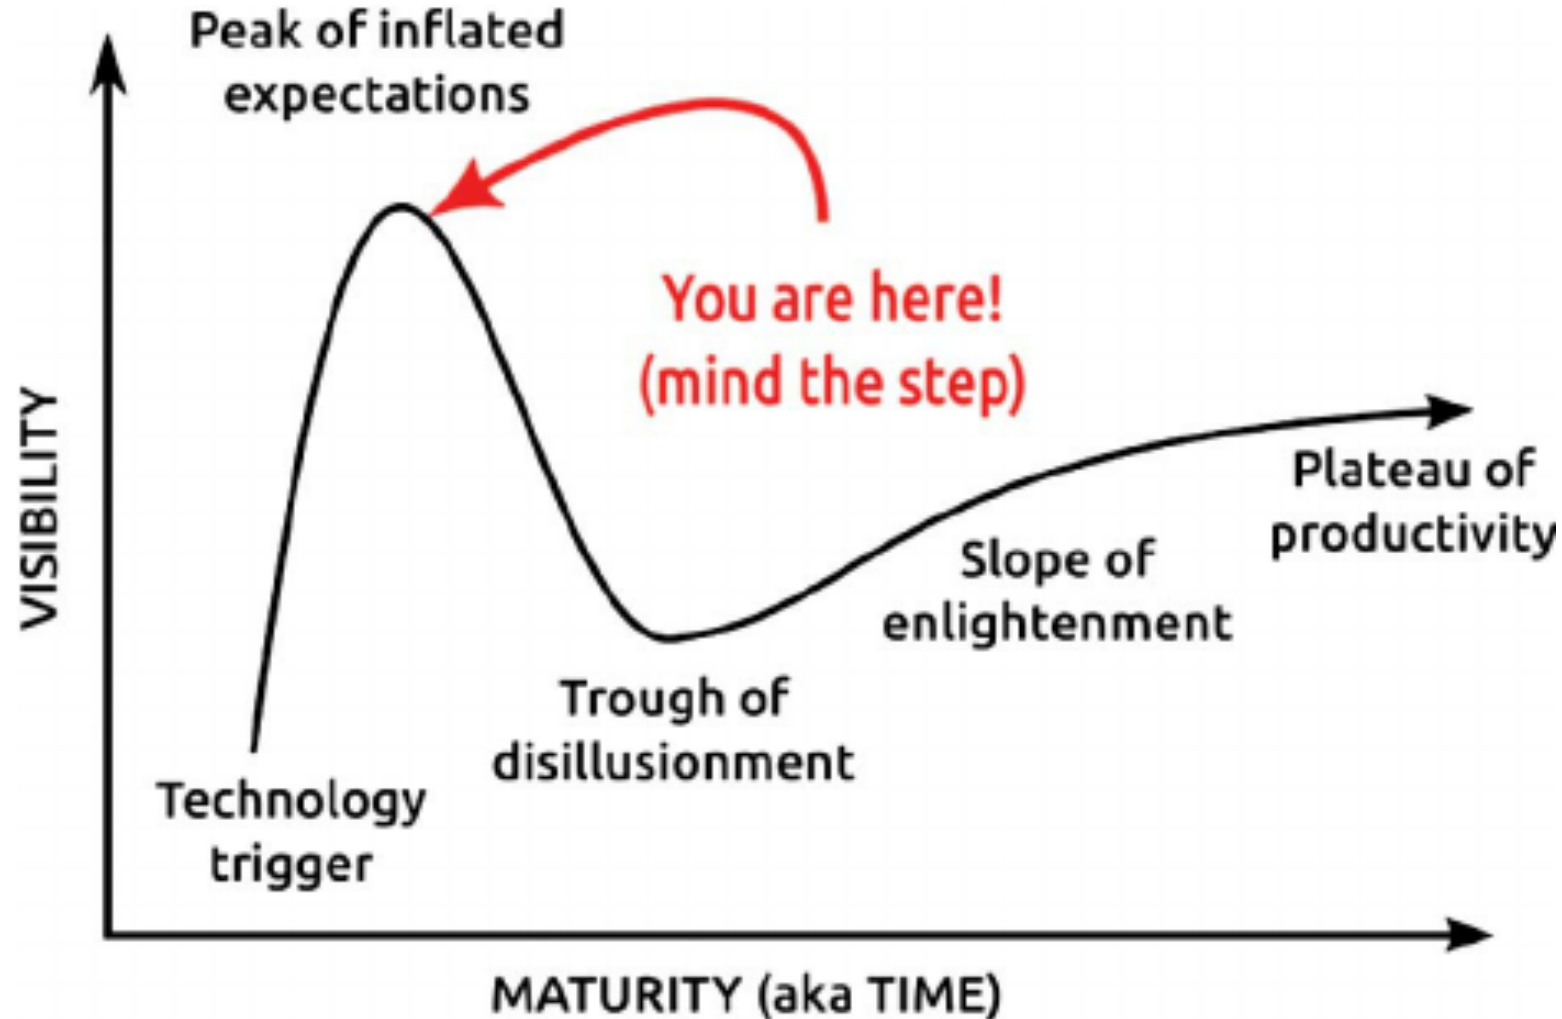 Peak of inflated
expectations
You are here!
(mind the step)
VISIBILITY
Plateau of
productivity
Slope of
enlightenment
Trough of
disillusionment
Technology
trigger
MATURITY (aka TIME)